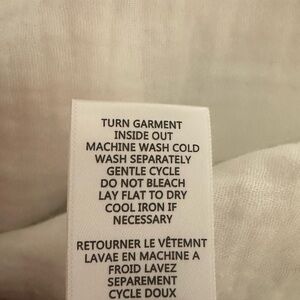 TURN GARMENT
INSIDE OUT
MACHINE WASH COLD
WASH SEPARATELY
GENTLE CYCLE
DO NOT BLEACH
LAY FLAT TO DRY
COOL IRON IF
NECESSARY
RETOURNER LE VÊTEMNT
LAVAE EN MACHINE A
FROID LAVEZ
SEPAREMENT
CYCLE DOUX